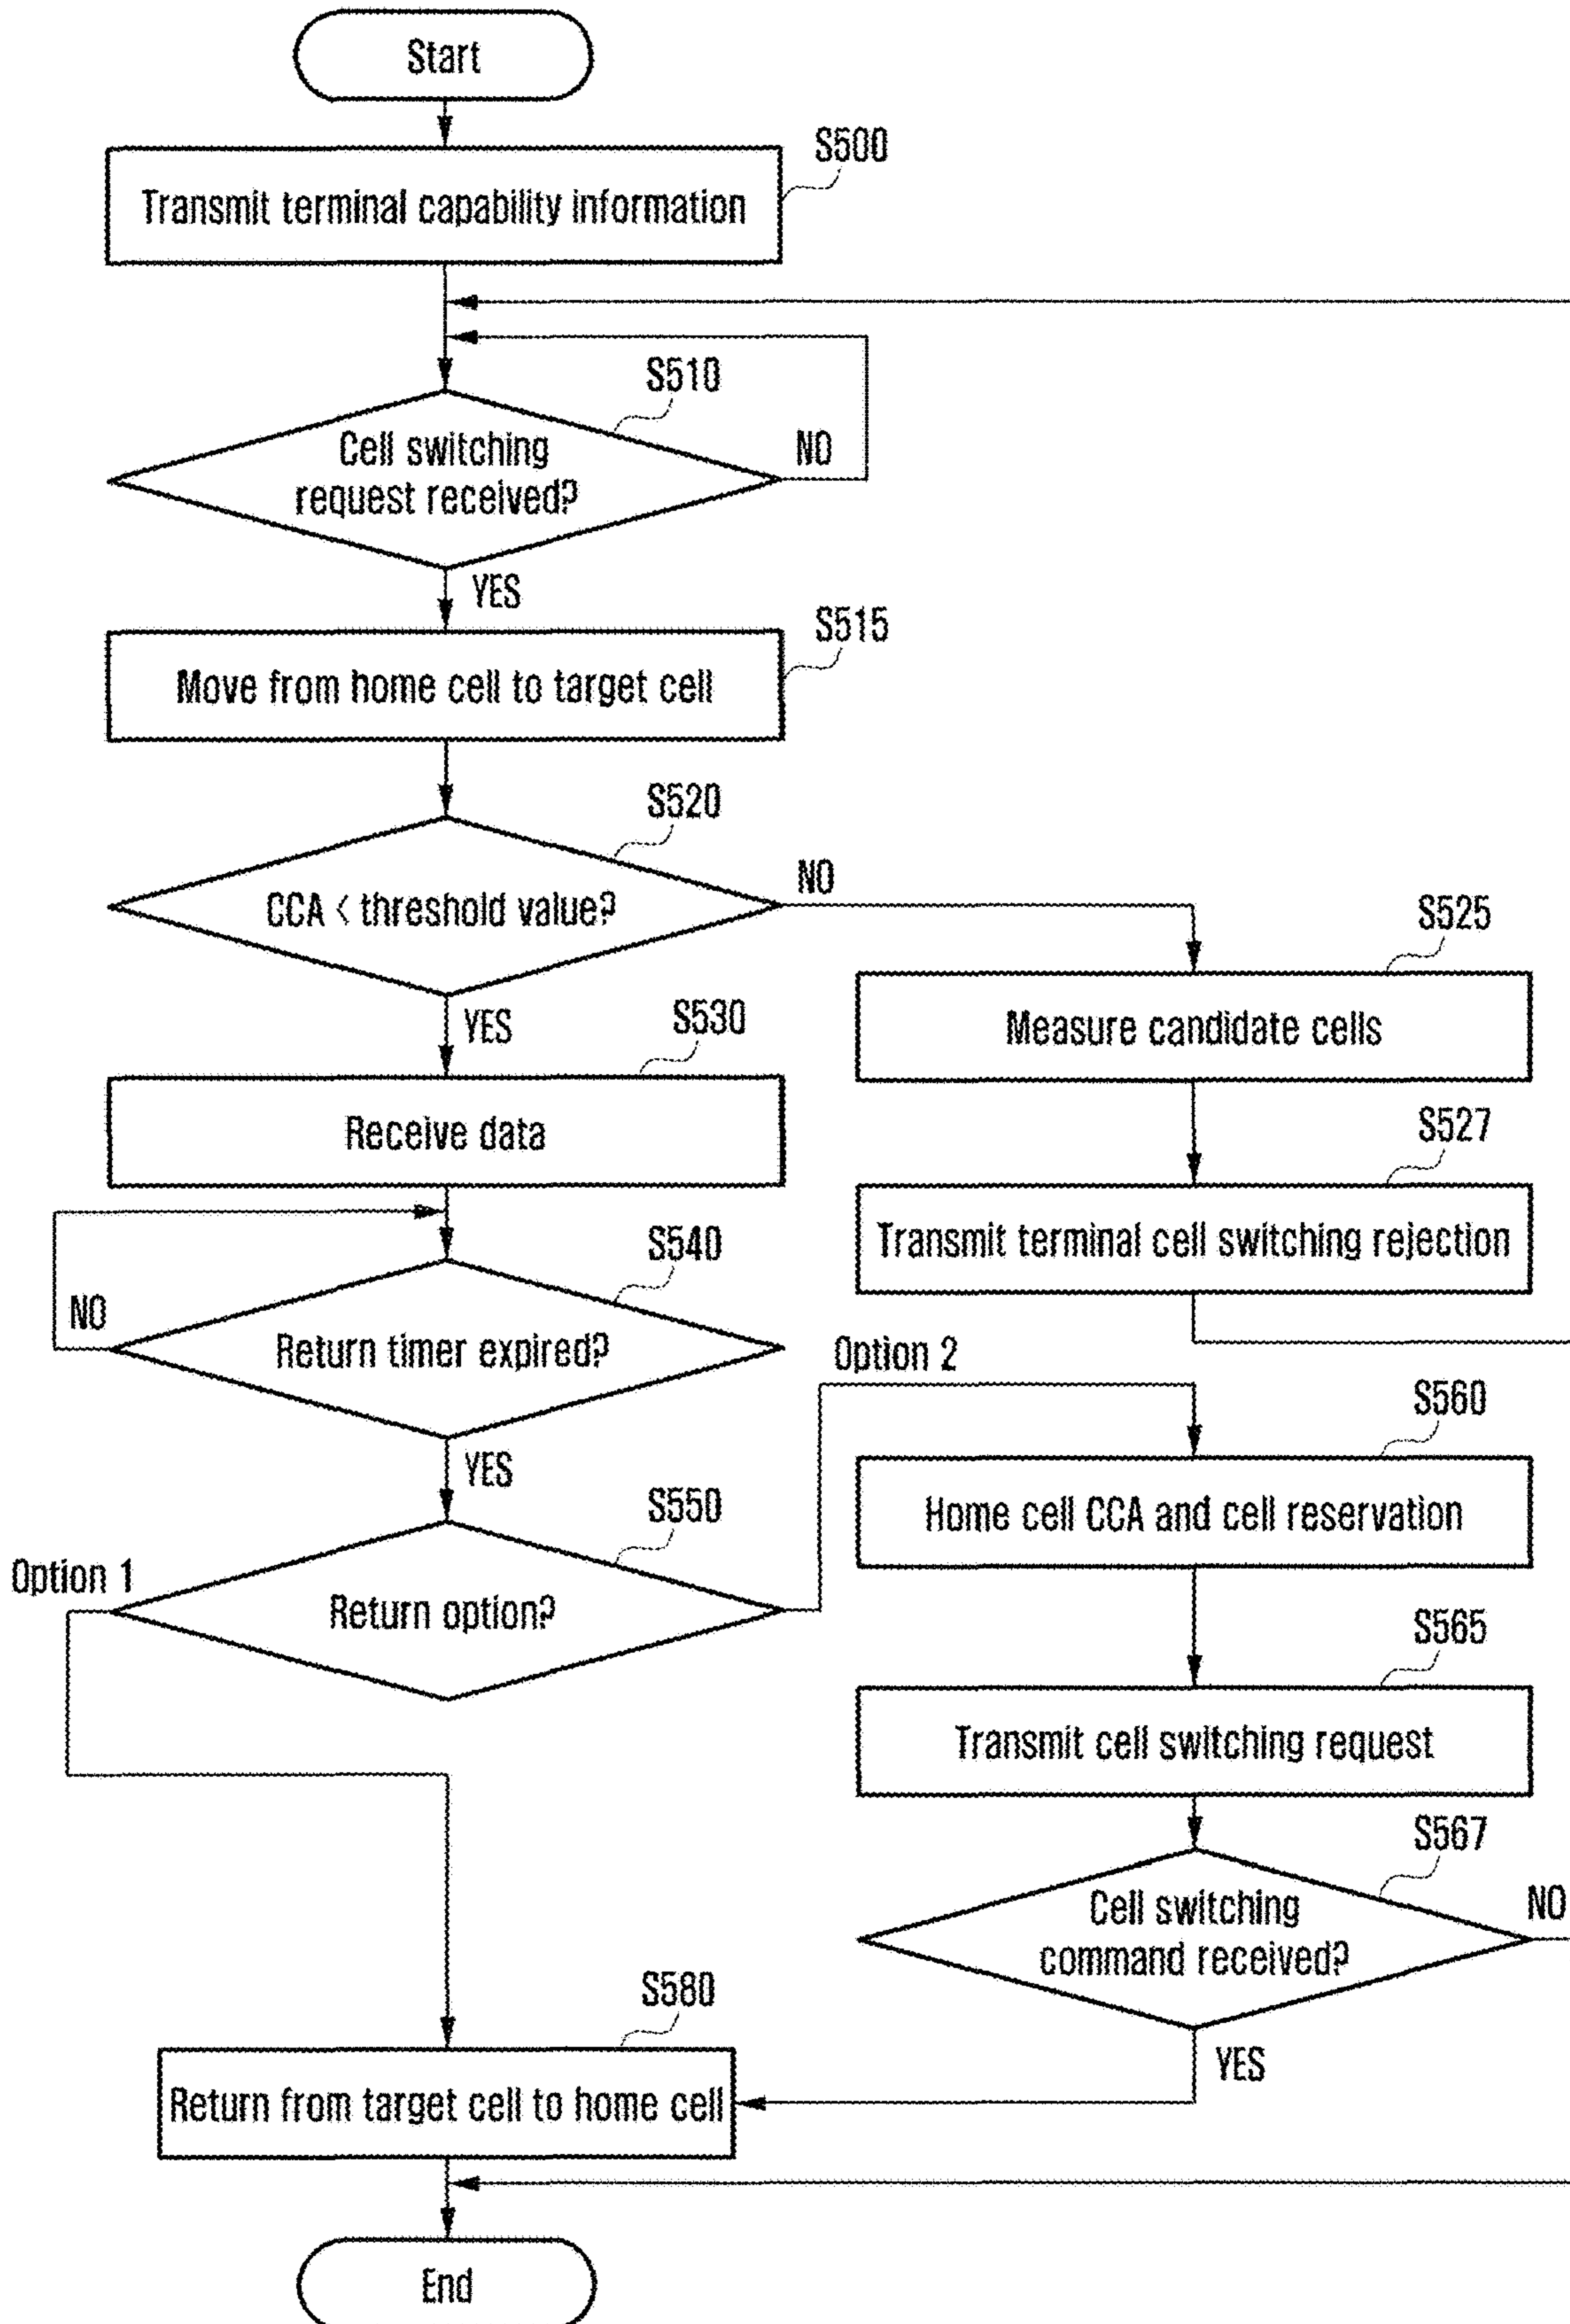 Start
S500
Transmit terminal capability information
S510
Cell switching
request received?
NO
YES
S515
Move from home cell to target cell
S520
CCA < threshold value?
NO
YES
S525
Measure candidate cells
S527
Transmit terminal cell switching rejection
S530
Receive data
S540
Return timer expired?
NO
YES
S550
Return option?
Option 1
Option 2
S560
Home cell CCA and cell reservation
S565
Transmit cell switching request
S567
Cell switching
command received?
NO
YES
S580
Return from target cell to home cell
End